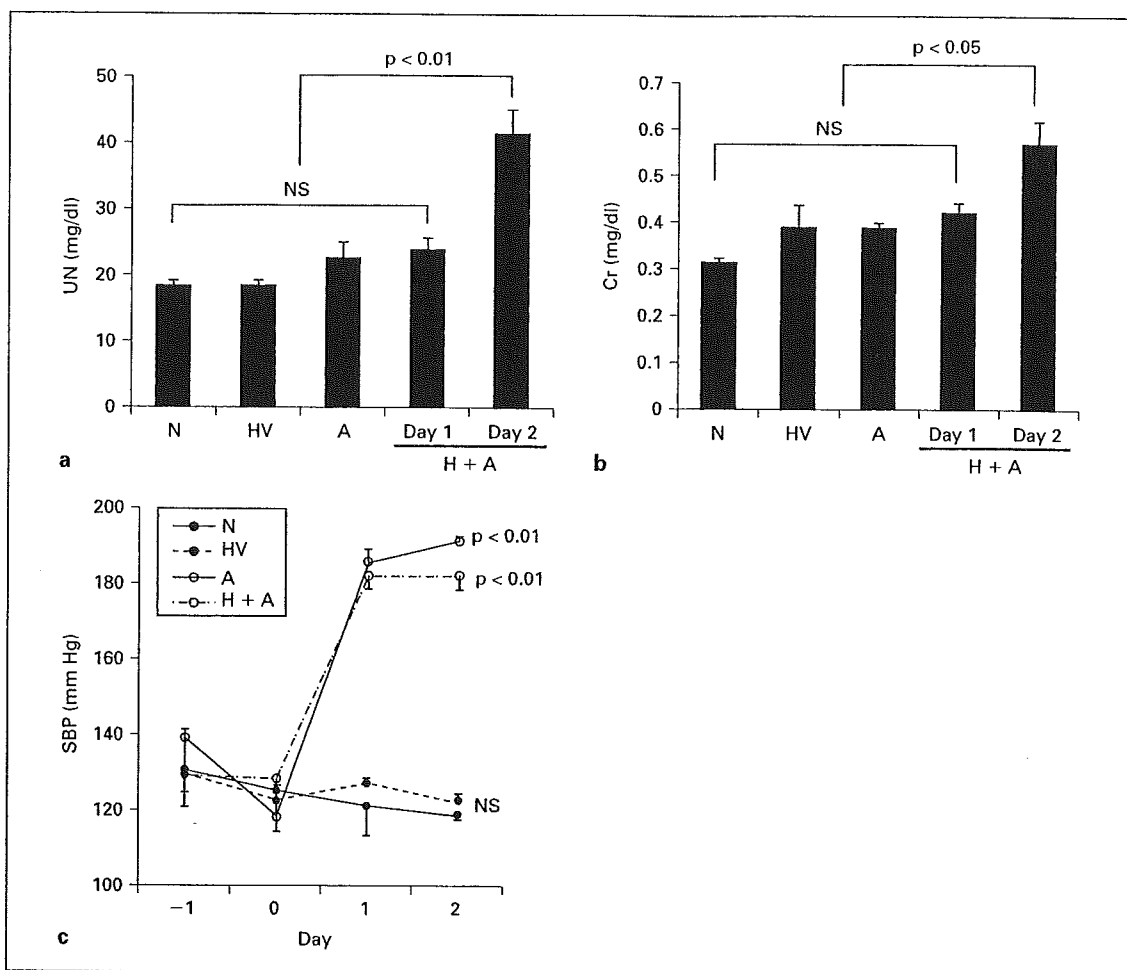 p < 0.01
NS
UN (mg/dl)
50
40
30
20
10
0
N HV A Day 1 Day 2
H + A
a
p < 0.05
NS
Cr (mg/dl)
0.7
0.6
0.5
0.4
0.3
0.2
0.1
0
N HV A Day 1 Day 2
H + A
b
N
HV
A
H + A
p < 0.01
p < 0.01
NS
SBP (mm Hg)
200
180
160
140
120
100
−1 0 1 2
Day
c